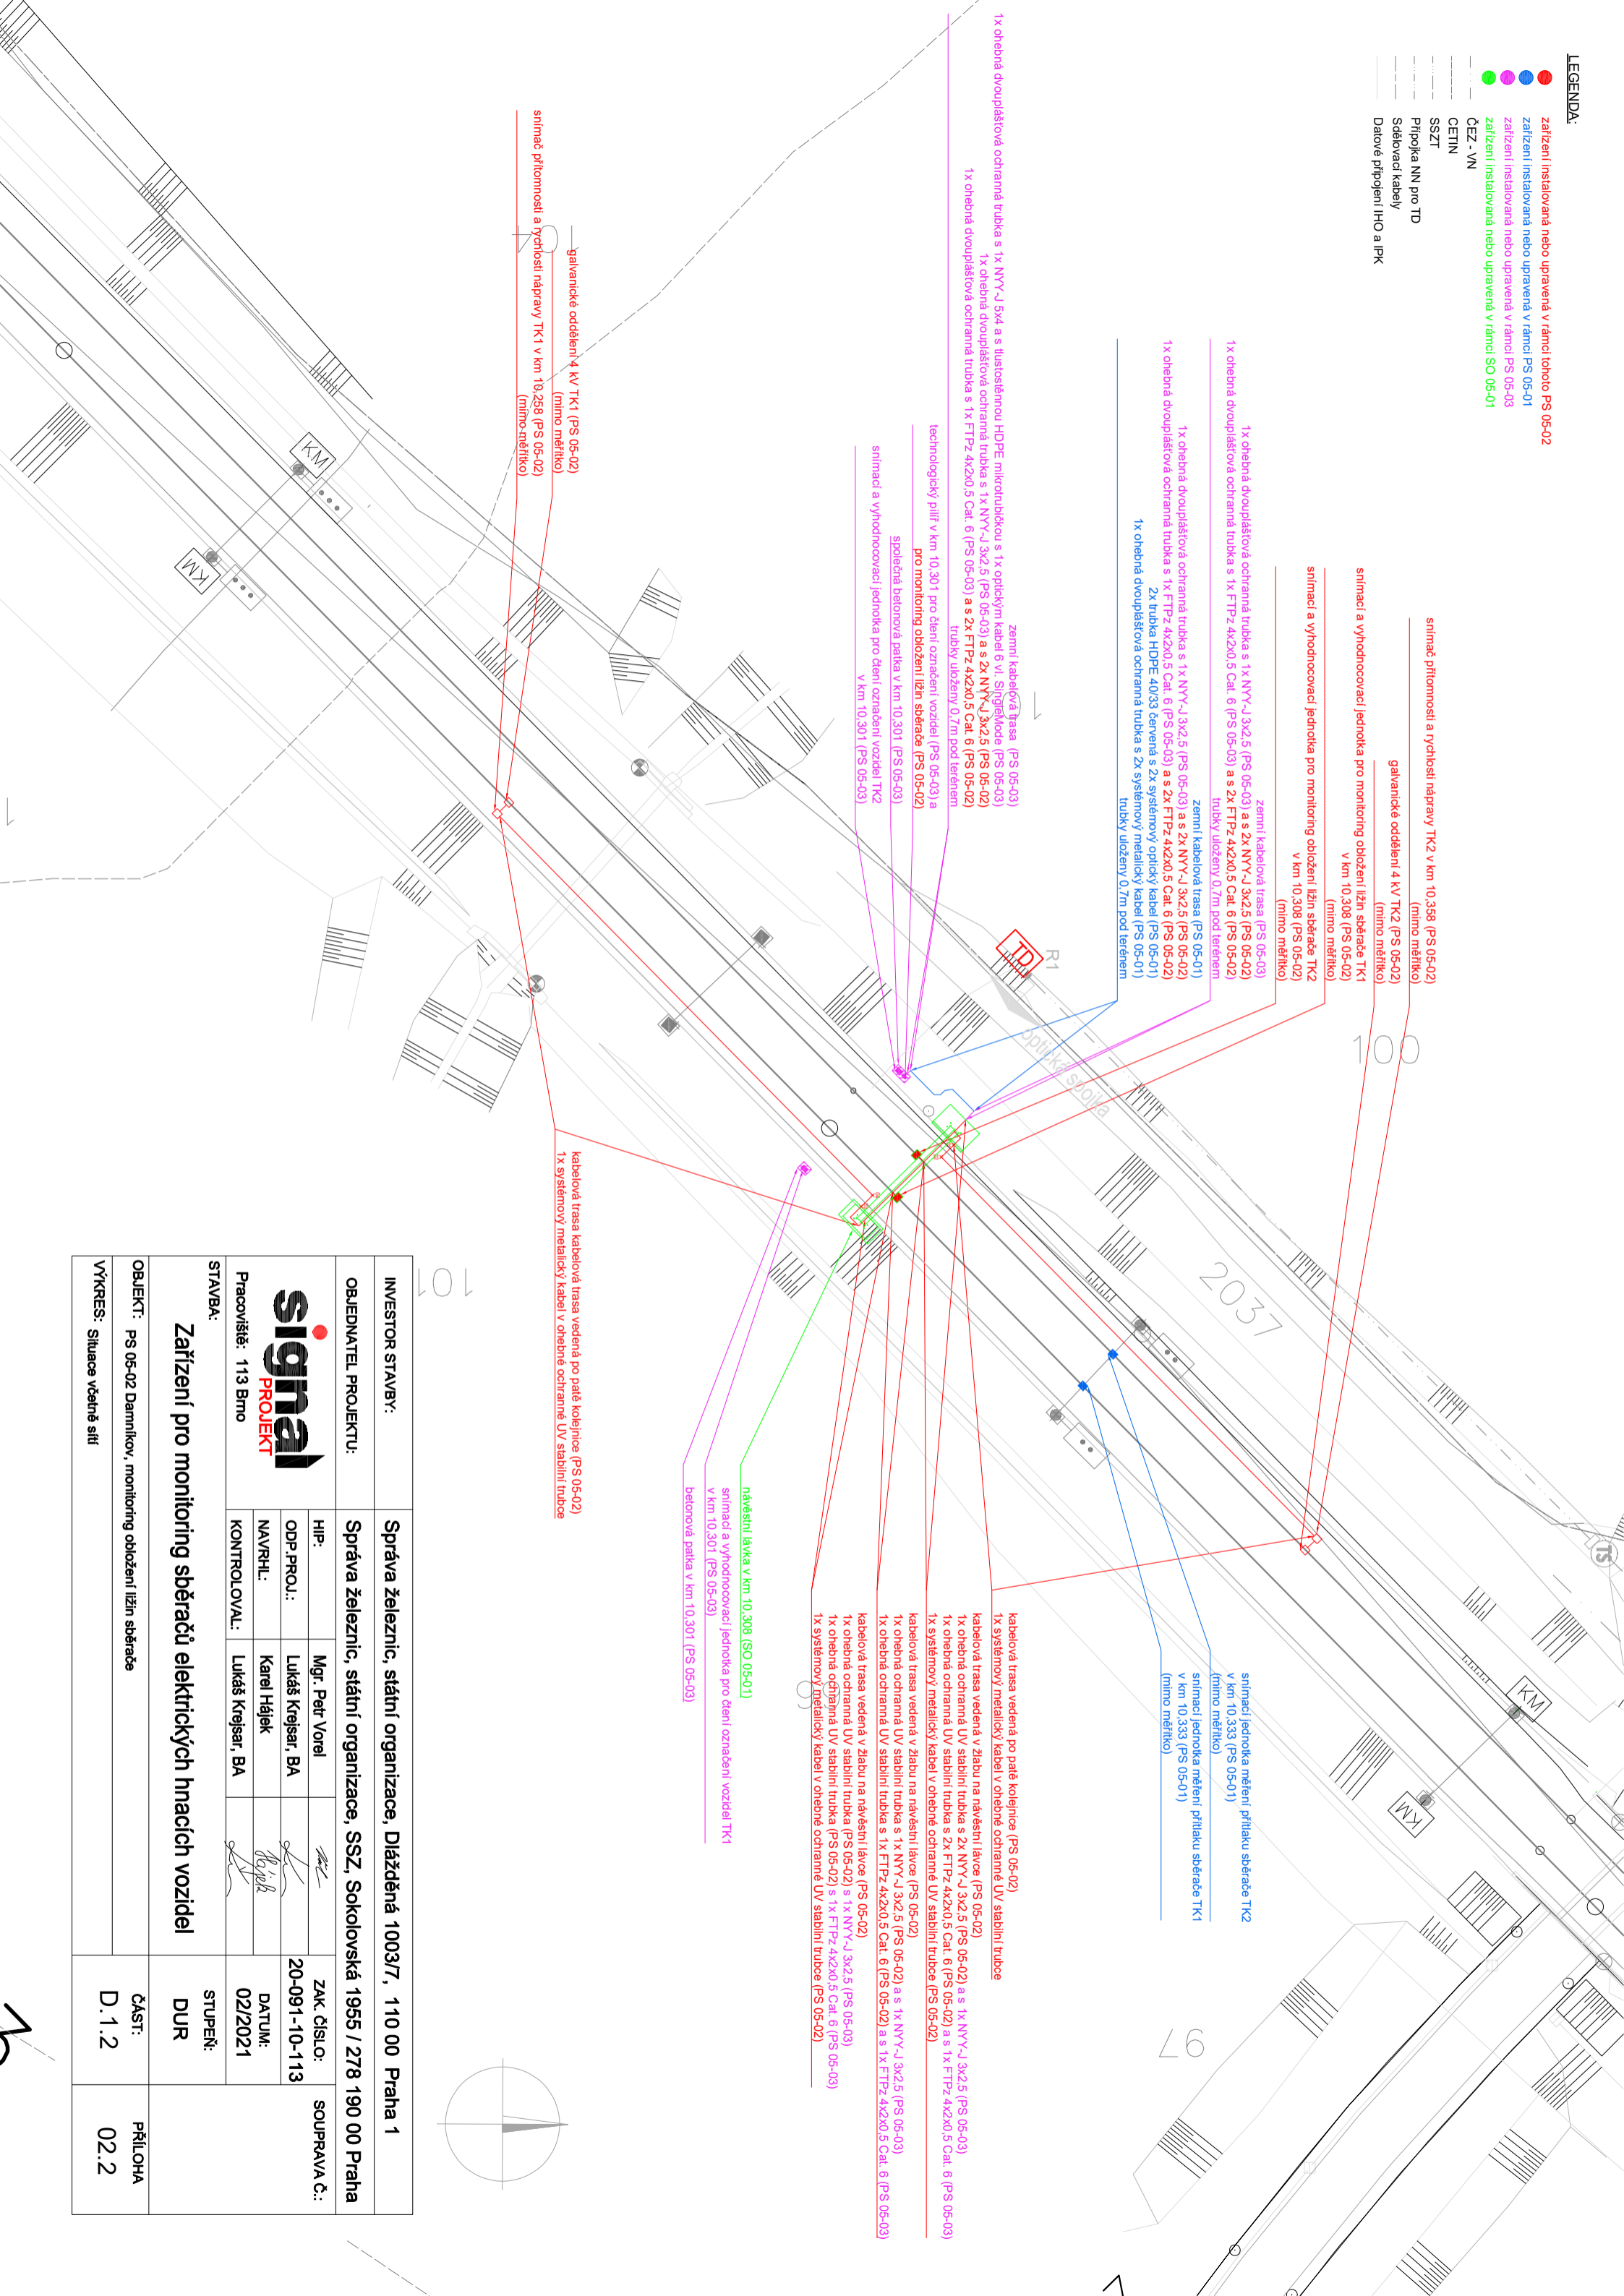 LEGENDA:
zařízení instalovaná nebo upravená v rámci tohoto PS 05-02
zařízení instalovaná nebo upravená v rámci PS 05-01
zařízení instalovaná nebo upravená v rámci PS 05-03
zařízení instalovaná nebo upravená v rámci SO 05-01
ČEZ - VN
CETIN
SSZT
Přípojka NN pro TD
Sdělovací kabely
Datové připojení IHO a IPK
snímač přítomnosti a rychlosti nápravy TK2 v km 10,358 (PS 05-02)
(mimo měřítko)
galvanické oddělení 4 kV TK2 (PS 05-02)
(mimo měřítko)
snímací a vyhodnocovací jednotka pro monitoring obložení ližin sběrače TK1
v km 10,308 (PS 05-02)
(mimo měřítko)
snímací a vyhodnocovací jednotka pro monitoring obložení ližin sběrače TK2
v km 10,308 (PS 05-02)
(mimo měřítko)
zemní kabelová trasa (PS 05-03)
1x ohebná dvouplášťová ochranná trubka s 1x NYY-J 3x2,5 (PS 05-03) a s 2x NYY-J 3x2,5 (PS 05-02)
1x ohebná dvouplášťová ochranná trubka s 1x FTPz 4x2x0,5 Cat. 6 (PS 05-03) a s 2x FTPz 4x2x0,5 Cat. 6 (PS 05-02)
trubky uloženy 0,7m pod terénem
zemní kabelová trasa (PS 05-01)
1x ohebná dvouplášťová ochranná trubka s 1x NYY-J 3x2,5 (PS 05-03) a s 2x NYY-J 3x2,5 (PS 05-02)
1x ohebná dvouplášťová ochranná trubka s 1x FTPz 4x2x0,5 Cat. 6 (PS 05-03) a s 2x FTPz 4x2x0,5 Cat. 6 (PS 05-02)
2x trubka HDPE 40/33 červená s 2x systémový optický kabel (PS 05-01)
1x ohebná dvouplášťová ochranná trubka s 2x systémový metalický kabel (PS 05-01)
trubky uloženy 0,7m pod terénem
zemní kabelová trasa (PS 05-03)
1x ohebná dvouplášťová ochranná trubka s 1x NYY-J 5x4 a s tlustostěnnou HDPE mikrotrubičkou s 1x optickým kabel 6 vl. SingleMode (PS 05-03)
1x ohebná dvouplášťová ochranná trubka s 1x NYY-J 3x2,5 (PS 05-03) a s 2x NYY-J 3x2,5 (PS 05-02)
1x ohebná dvouplášťová ochranná trubka s 1x FTPz 4x2x0,5 Cat. 6 (PS 05-03) a s 2x FTPz 4x2x0,5 Cat. 6 (PS 05-02)
trubky uloženy 0,7m pod terénem
technologický pilíř v km 10,301 pro čtení označení vozidel (PS 05-03) a
pro monitoring obložení ližin sběrače (PS 05-02)
společná betonová patka v km 10,301 (PS 05-03)
snímací a vyhodnocovací jednotka pro čtení označení vozidel TK2
v km 10,301 (PS 05-03)
galvanické oddělení 4 kV TK1 (PS 05-02)
(mimo měřítko)
snímač přítomnosti a rychlosti nápravy TK1 v km 10,258 (PS 05-02)
(mimo měřítko)
KM
KM
TD
R1
optická spojka
100
2037
TS
KM
KM
97
101
snímací jednotka měření přítlaku sběrače TK2
v km 10,333 (PS 05-01)
(mimo měřítko)
snímací jednotka měření přítlaku sběrače TK1
v km 10,333 (PS 05-01)
(mimo měřítko)
kabelová trasa vedená po patě kolejnice (PS 05-02)
1x systémový metalický kabel v ohebné ochranné UV stabilní trubce
kabelová trasa vedená v žlabu na návěstní lávce (PS 05-02)
1x ohebná ochranná UV stabilní trubka s 2x NYY-J 3x2,5 (PS 05-02) a s 1x NYY-J 3x2,5 (PS 05-03)
1x ohebná ochranná UV stabilní trubka s 2x FTPz 4x2x0,5 Cat. 6 (PS 05-02) a s 1x FTPz 4x2x0,5 Cat. 6 (PS 05-03)
1x systémový metalický kabel v ohebné ochranné UV stabilní trubce (PS 05-02)
kabelová trasa vedená v žlabu na návěstní lávce (PS 05-02)
1x ohebná ochranná UV stabilní trubka s 1x NYY-J 3x2,5 (PS 05-02) a s 1x NYY-J 3x2,5 (PS 05-03)
1x ohebná ochranná UV stabilní trubka s 1x FTPz 4x2x0,5 Cat. 6 (PS 05-02) a s 1x FTPz 4x2x0,5 Cat. 6 (PS 05-03)
kabelová trasa vedená v žlabu na návěstní lávce (PS 05-02)
1x ohebná ochranná UV stabilní trubka (PS 05-02) s 1x NYY-J 3x2,5 (PS 05-03)
1x ohebná ochranná UV stabilní trubka (PS 05-02) s 1x FTPz 4x2x0,5 Cat. 6 (PS 05-03)
1x systémový metalický kabel v ohebné ochranné UV stabilní trubce (PS 05-02)
návěstní lávka v km 10,308 (SO 05-01)
snímací a vyhodnocovací jednotka pro čtení označení vozidel TK1
v km 10,301 (PS 05-03)
betonová patka v km 10,301 (PS 05-03)
kabelová trasa kabelová trasa vedená po patě kolejnice (PS 05-02)
1x systémový metalický kabel v ohebné ochranné UV stabilní trubce
INVESTOR STAVBY: Správa železnic, státní organizace, Dlážděná 1003/7, 110 00 Praha 1
OBJEDNATEL PROJEKTU: Správa železnic, státní organizace, SSZ, Sokolovská 1955 / 278 190 00 Praha
signal
PROJEKT
Pracoviště: 113 Brno
HIP: Mgr. Petr Vorel
ODP.PROJ.: Lukáš Krejsar, BA
NAVRHL: Karel Hájek
Hájek
KONTROLOVAL: Lukáš Krejsar, BA
ZAK. ČÍSLO:
20-091-10-113
DATUM:
02/2021
SOUPRAVA Č.:
STAVBA:
Zařízení pro monitoring sběračů elektrických hnacích vozidel
STUPEŇ:
DUR
OBJEKT: PS 05-02 Damníkov, monitoring obložení ližin sběrače
VÝKRES: Situace včetně sítí
ČÁST:
D.1.2
PŘÍLOHA
02.2